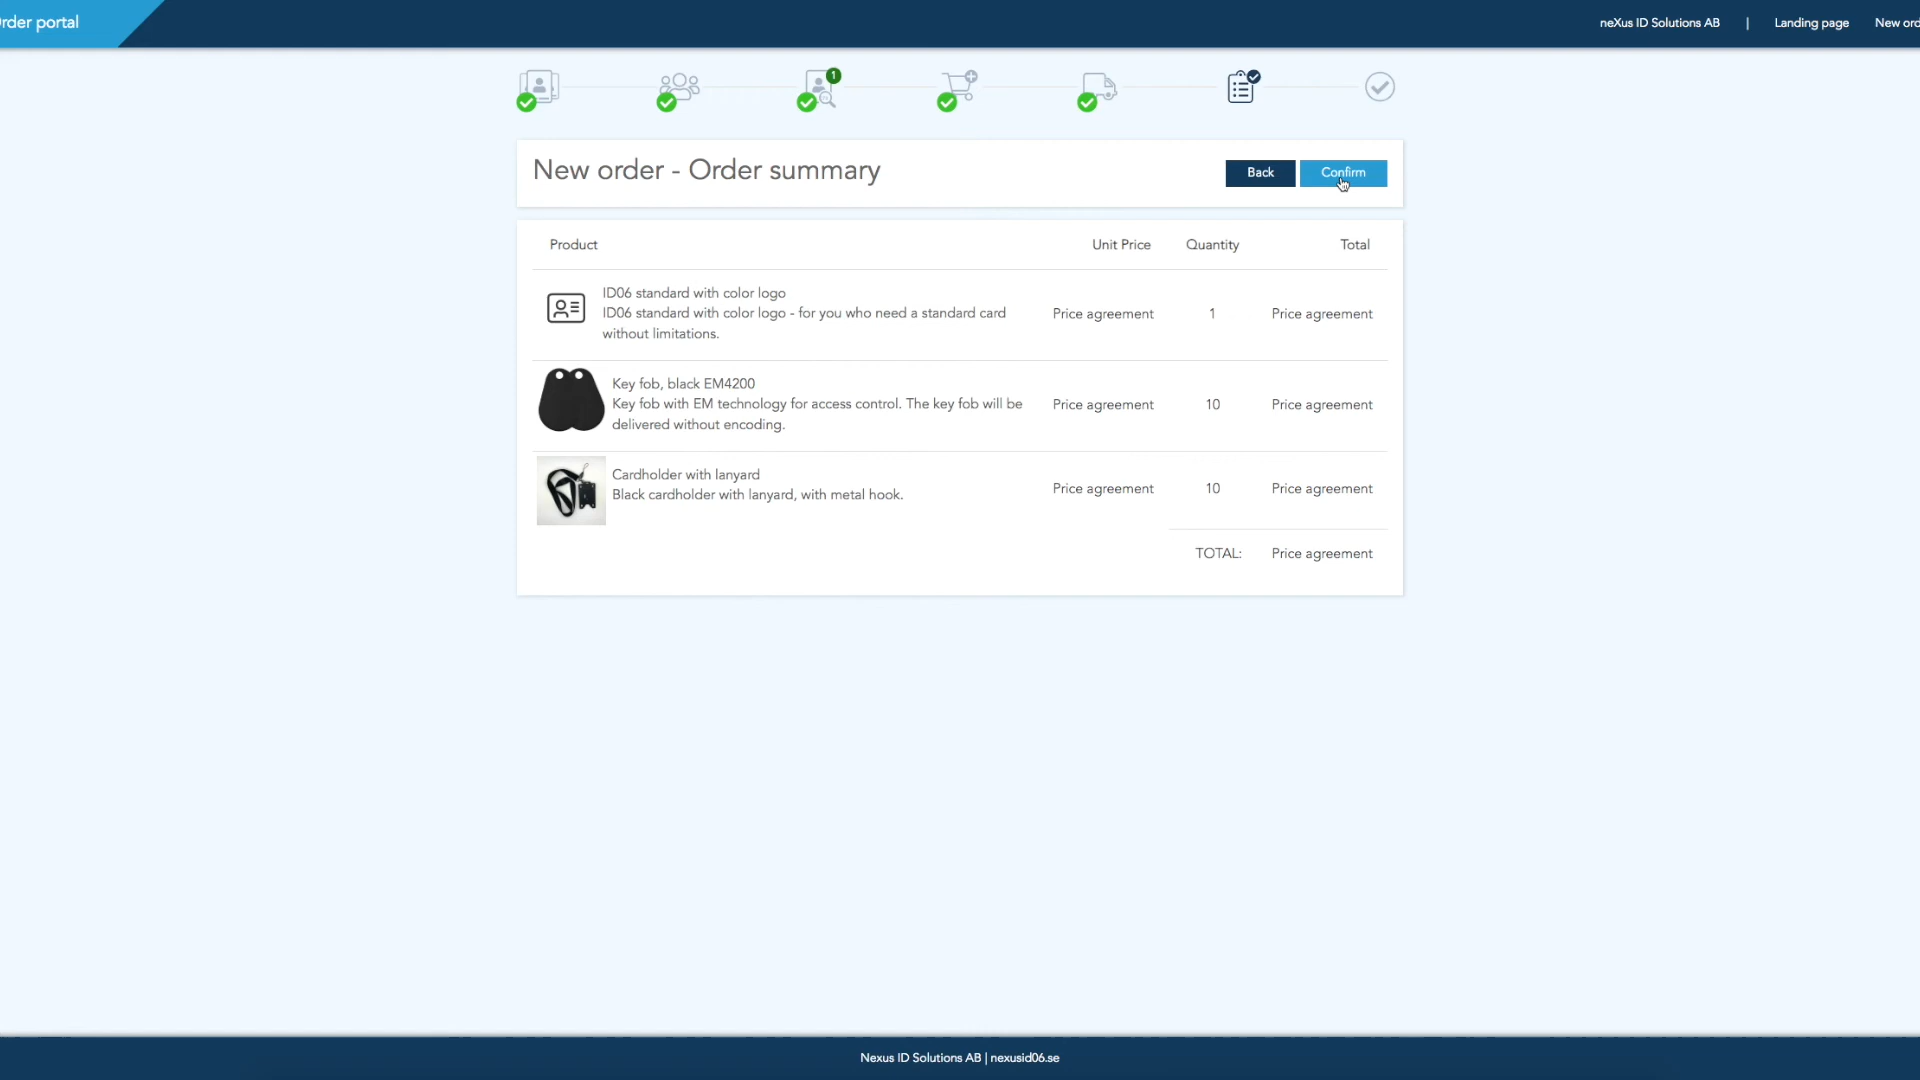 rder portal
neXus ID Solutions AB | Landing page New ord
1
New order - Order summary
Back
Confirm
Product Unit Price Quantity Total
ID06 standard with color logo
ID06 standard with color logo - for you who need a standard card
without limitations.
Price agreement 1 Price agreement
Key fob, black EM4200
Key fob with EM technology for access control. The key fob will be
delivered without encoding.
Price agreement 10 Price agreement
Cardholder with lanyard
Black cardholder with lanyard, with metal hook.
Price agreement 10 Price agreement
TOTAL: Price agreement
Nexus ID Solutions AB | nexusid06.se